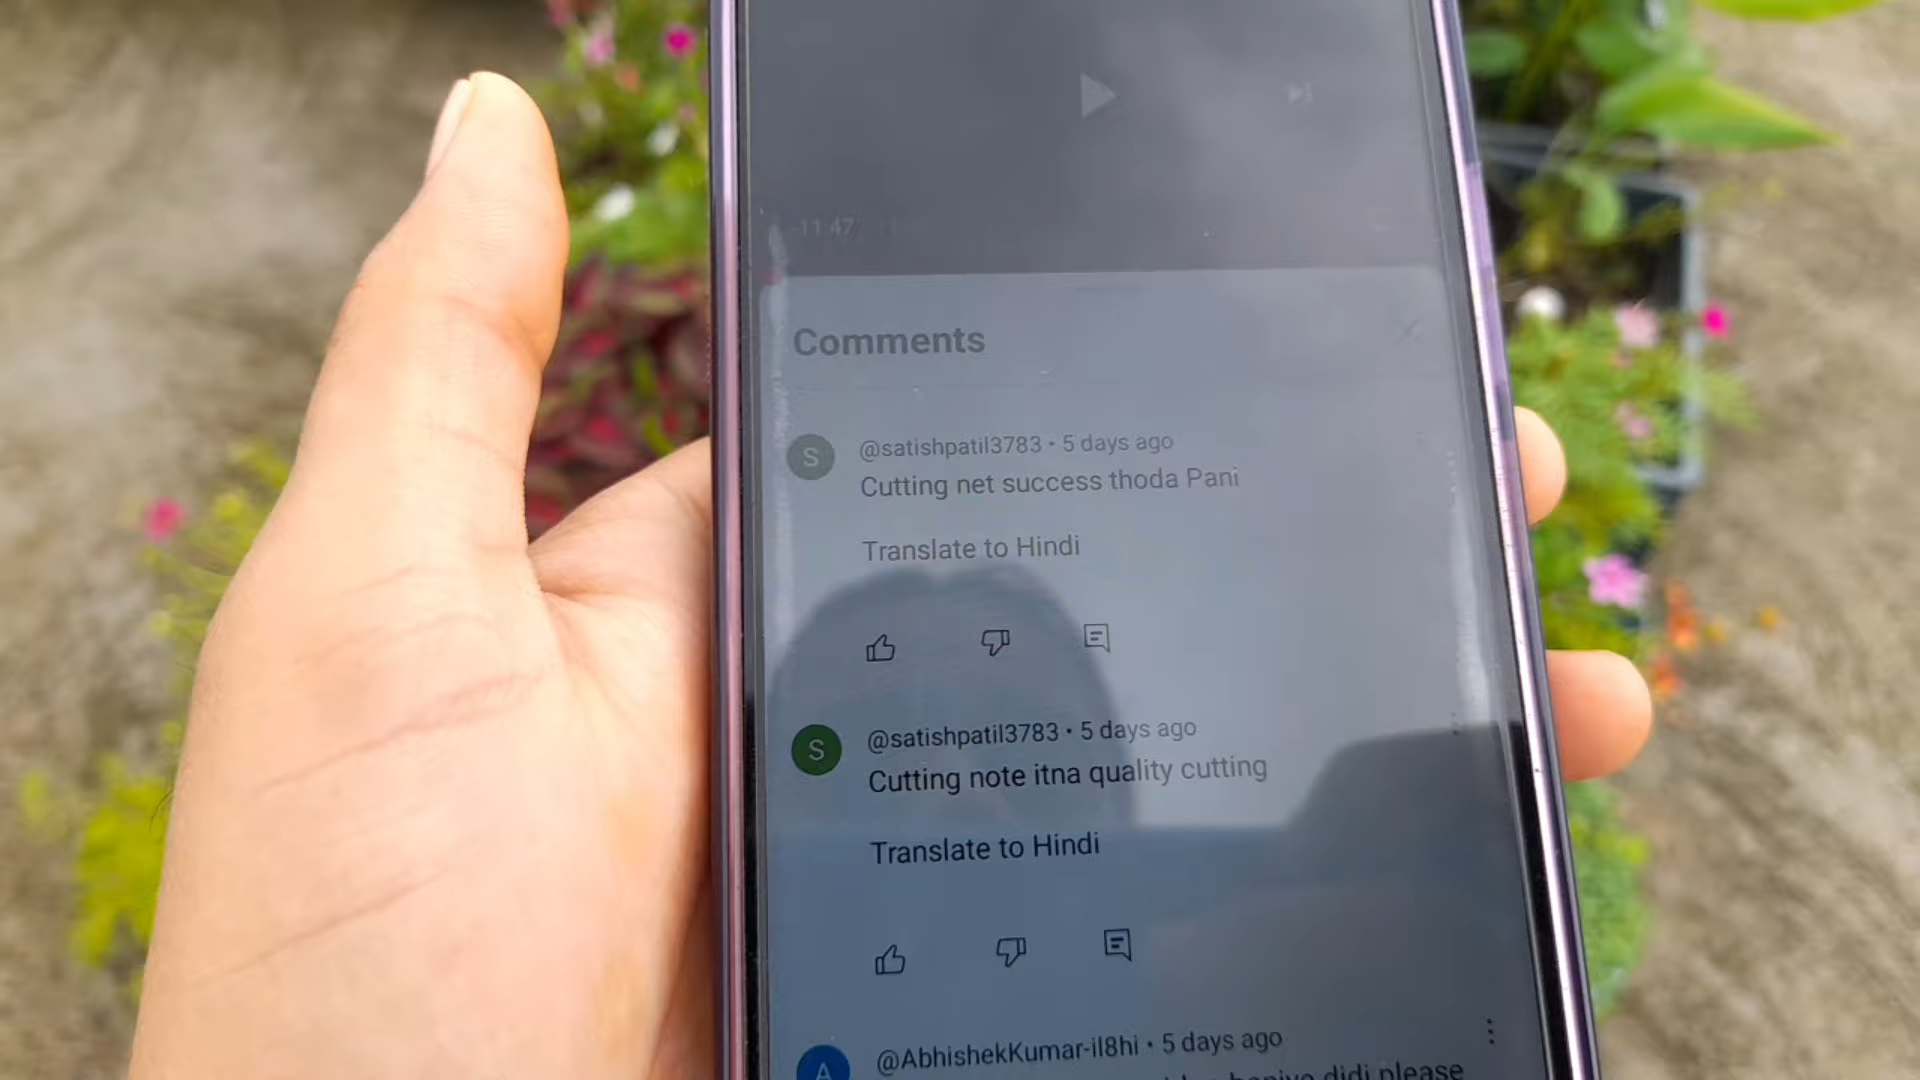 -11:47
Comments
S
@satishpatil3783 • 5 days ago
Cutting net success thoda Pani
Translate to Hindi
S
@satishpatil3783 • 5 days ago
Cutting note itna quality cutting
Translate to Hindi
A
@AbhishekKumar-il8hi • 5 days ago
didi please